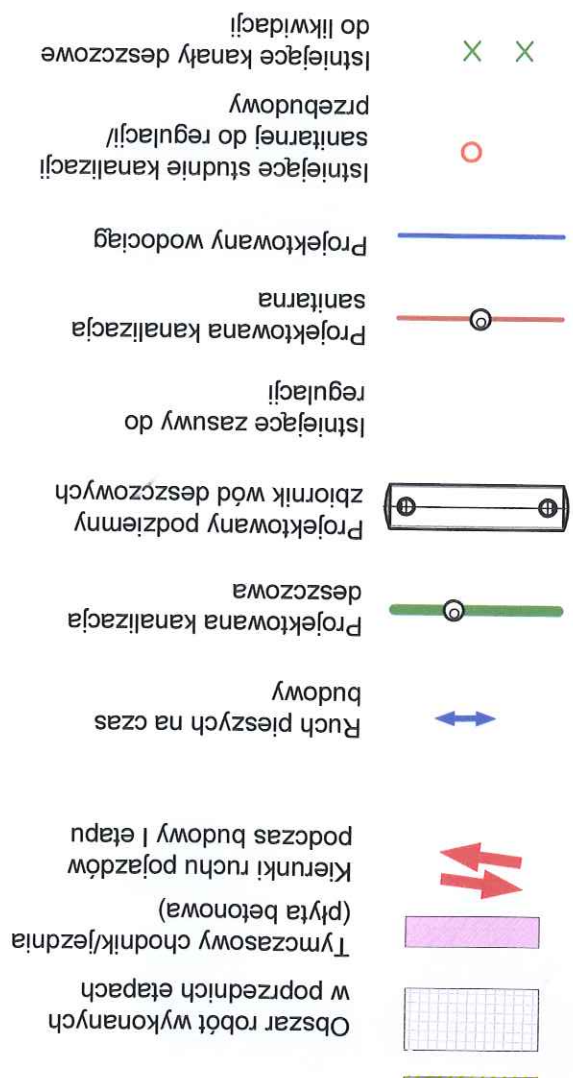 Obszar robót wykonanych
w poprzednich etapach
Tymczasowy chodnik/jezdnia
(płyta betonowa)
Kierunki ruchu pojazdów
podczas budowy I etapu
Ruch pieszych na czas
budowy
Projektowana kanalizacja
deszczowa
Projektowany podziemny
zbiornik wód deszczowych
Istniejące zasuwy do
regulacji
Projektowana kanalizacja
sanitarna
Projektowany wodociąg
Istniejące studnie kanalizacji
sanitarnej do regulacji/
przebudowy
Istniejące kanały deszczowe
do likwidacji